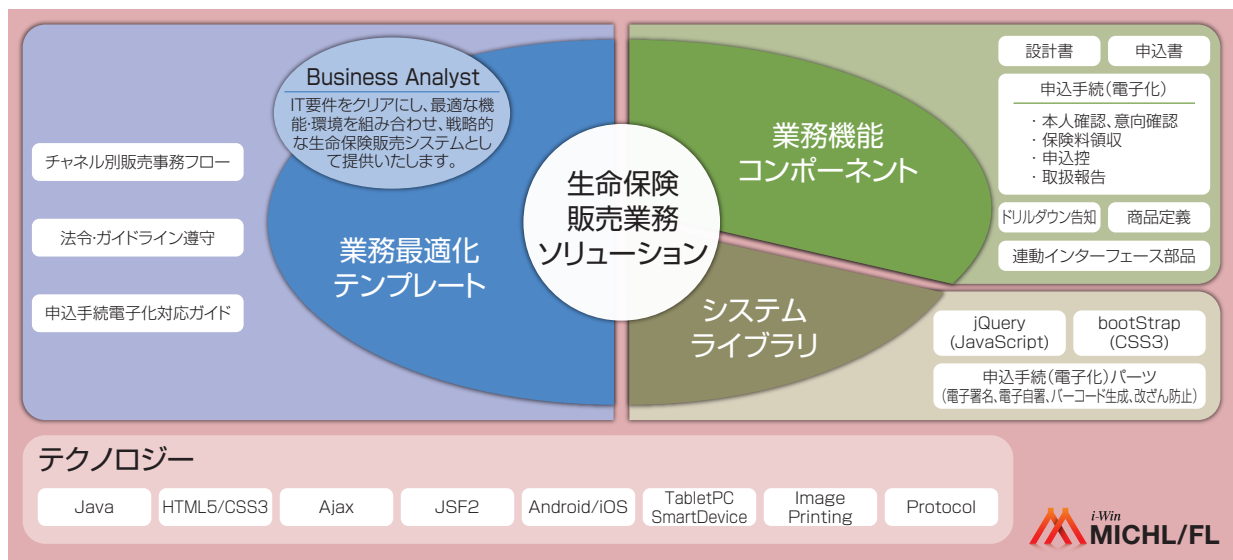 Business Analyst
IT要件をクリアにし、最適な機
能・環境を組み合わせ、戦略的
な生命保険販売システムとし
て提供いたします。
チャネル別販売事務フロー
法令・ガイドライン遵守
申込手続電子化対応ガイド
業務最適化
テンプレート
生命保険
販売業務
ソリューション
業務機能
コンポーネント
設計書
申込書
申込手続(電子化)
・本人確認、意向確認
・保険料領収
・申込控
・取扱報告
ドリルダウン告知
商品定義
連動インターフェース部品
システム
ライブラリ
jQuery
(JavaScript)
bootStrap
(CSS3)
申込手続(電子化)パーツ
(電子署名、電子自署、バーコード生成、改ざん防止)
テクノロジー
Java
HTML5/CSS3
Ajax
JSF2
Android/iOS
TabletPC
SmartDevice
Image
Printing
Protocol
i-Win
MICHL/FL